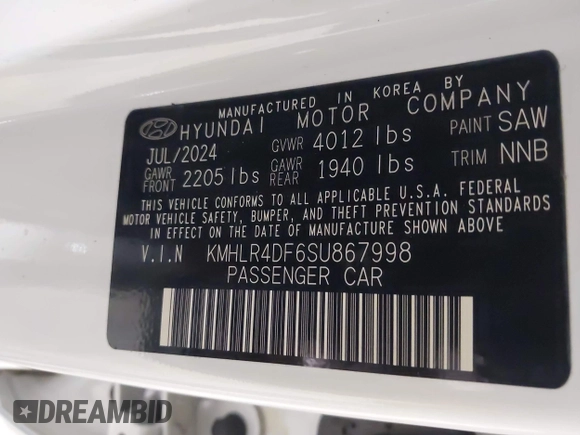 MANUFACTURED IN KOREA BY
HYUNDAI MOTOR COMPANY
JUL/2024 GVWR 4012 lbs PAINT SAW
GAWR FRONT 2205 lbs GAWR REAR 1940 lbs TRIM NNB
THIS VEHICLE CONFORMS TO ALL APPLICABLE U.S.A. FEDERAL
MOTOR VEHICLE SAFETY, BUMPER, AND THEFT PREVENTION STANDARDS
IN EFFECT ON THE DATE OF MANUFACTURE SHOWN ABOVE.
V.I.N KMHLR4DF6SU867998
PASSENGER CAR
DREAMBID